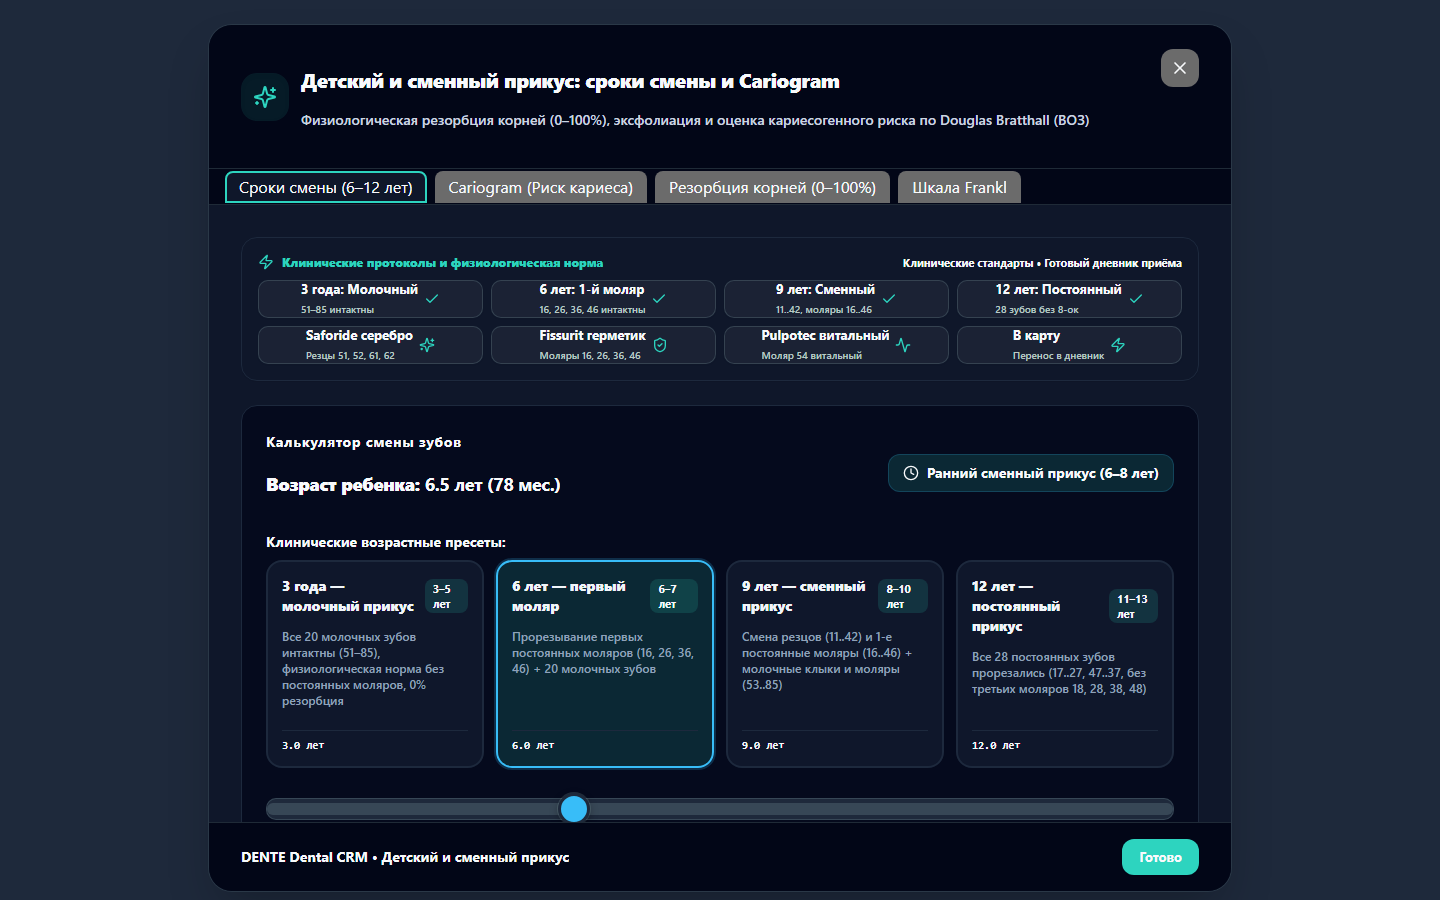 Детский и сменный прикус: сроки смены и Cariogram
Физиологическая резорбция корней (0–100%), эксфолиация и оценка кариесогенного риска по Douglas Bratthall (ВОЗ)
Сроки смены (6–12 лет)
Cariogram (Риск кариеса)
Резорбция корней (0–100%)
Шкала Frankl
Клинические протоколы и физиологическая норма
Клинические стандарты • Готовый дневник приёма
3 года: Молочный
51–85 интактны
6 лет: 1-й моляр
16, 26, 36, 46 интактны
9 лет: Сменный
11..42, моляры 16..46
12 лет: Постоянный
28 зубов без 8-ок
Saforide серебро
Резцы 51, 52, 61, 62
Fissurit герметик
Моляры 16, 26, 36, 46
Pulpotec витальный
Моляр 54 витальный
В карту
Перенос в дневник
Калькулятор смены зубов
Возраст ребенка: 6.5 лет (78 мес.)
Ранний сменный прикус (6–8 лет)
Клинические возрастные пресеты:
3 года —
молочный прикус
3–5
лет
Все 20 молочных зубов
интактны (51–85),
физиологическая норма без
постоянных моляров, 0%
резорбция
3.0 лет
6 лет — первый
моляр
6–7
лет
Прорезывание первых
постоянных моляров (16, 26, 36,
46) + 20 молочных зубов
6.0 лет
9 лет — сменный
прикус
8–10
лет
Смена резцов (11..42) и 1-е
постоянные моляры (16..46) +
молочные клыки и моляры
(53..85)
9.0 лет
12 лет —
постоянный
прикус
11–13
лет
Все 28 постоянных зубов
прорезались (17..27, 47..37, без
третьих моляров 18, 28, 38, 48)
12.0 лет
DENTE Dental CRM • Детский и сменный прикус
Готово